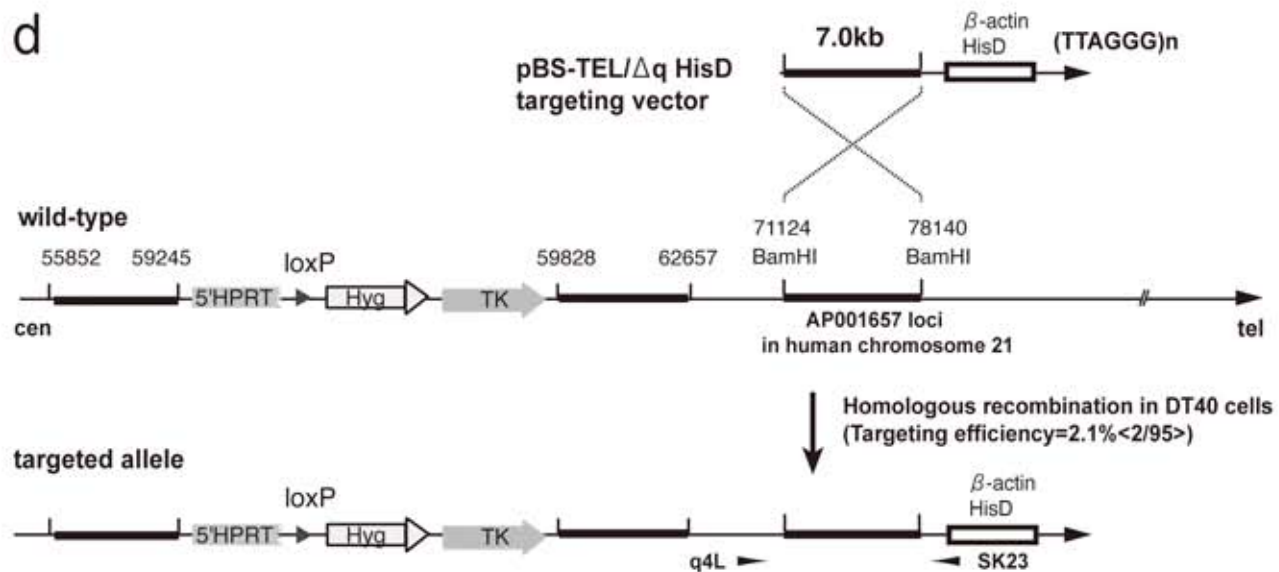 d
pBS-TEL/Δq HisD
targeting vector
7.0kb
β-actin
HisD
(TTAGGG)n
wild-type
55852
59245
loxP
59828
62657
71124
BamHI
78140
BamHI
5'HPRT
Hyg
TK
cen
AP001657 loci
in human chromosome 21
//
tel
Homologous recombination in DT40 cells
(Targeting efficiency=2.1%<2/95>)
targeted allele
loxP
β-actin
HisD
5'HPRT
Hyg
TK
q4L
SK23